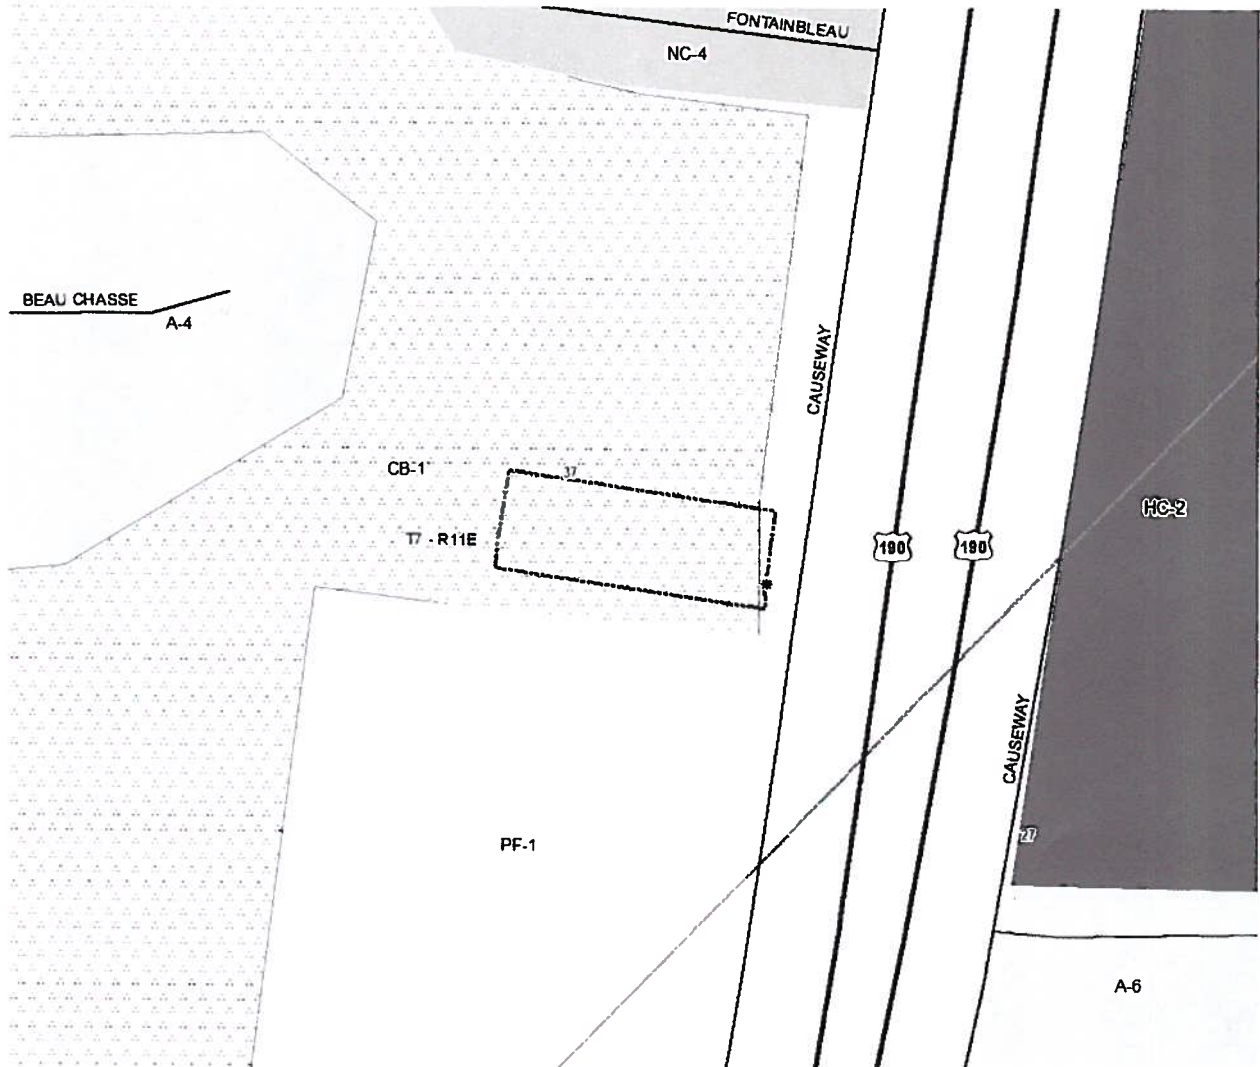 FONTAINBLEAU
NC-4
BEAU CHASSE
A-4
CAUSEWAY
CB-1
37
T7 - R11E
190
190
HC-2
CAUSEWAY
27
PF-1
A-6